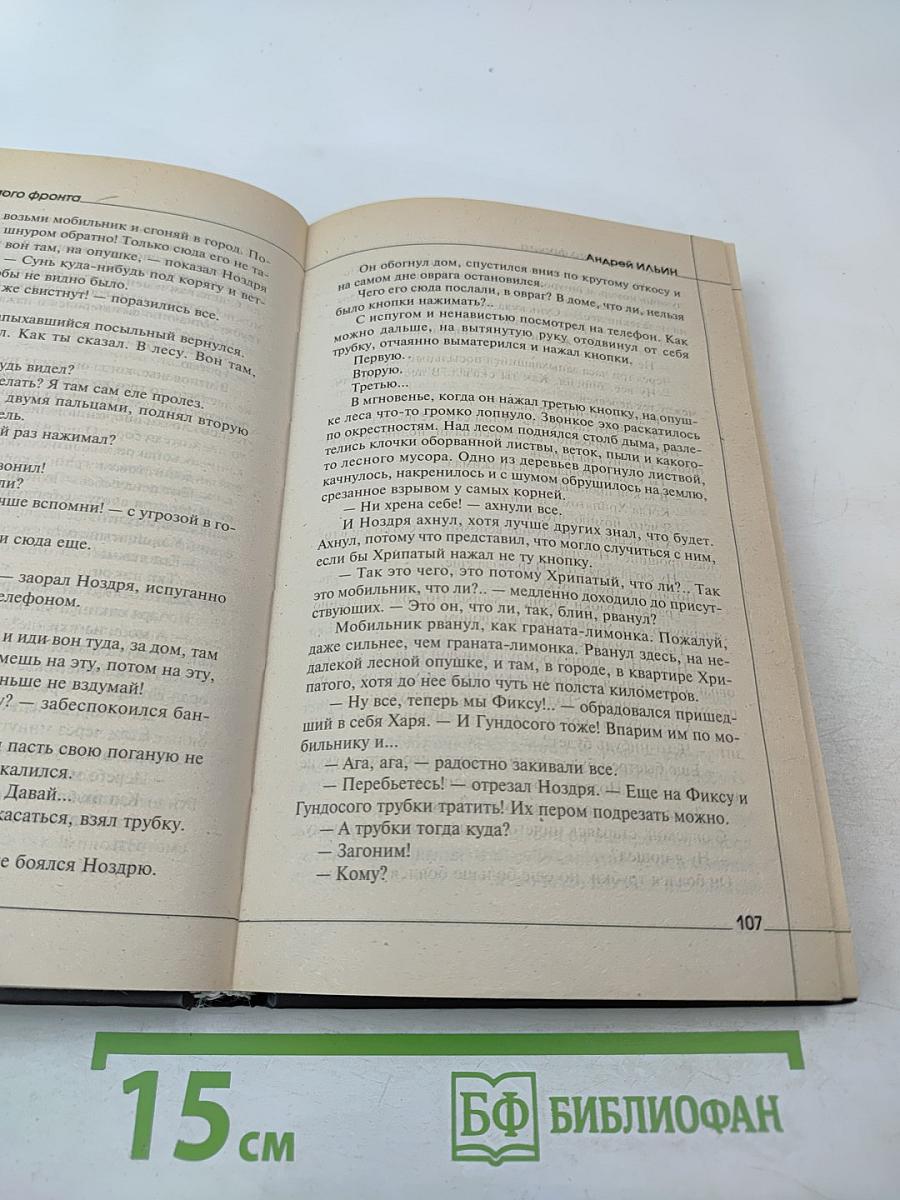 ого фронта
возьми мобильник и сгоняй в город. По-
шнуром обратно! Только сюда его не та-
вон там, на опушке, — показал Ноздря
— Сунь куда-нибудь под корягу и вет-
обы не видно было.
же свистнут! — поразились все.
апыхавшийся посыльный вернулся.
л. Как ты сказал. В лесу. Вон там,
удь видел?
елать? Я там сам еле пролез.
двумя пальцами, поднял вторую
ель.
й раз нажимал?
вонил!
ли?
чше вспомни! — с угрозой в го-
и сюда еще.
— заорал Ноздря, испуганно
елефоном.
и иди вон туда, за дом, там
мешь на эту, потом на эту,
ньше не вздумай!
у? — забеспокоился бан-
и пасть свою поганую не
калился.
Давай...
касаться, взял трубку.
е боялся Ноздрю.
Андрей ИЛЬИН
Он обогнул дом, спустился вниз по крутому откосу и
на самом дне оврага остановился.
Чего его сюда послали, в овраг? В доме, что ли, нельзя
было кнопки нажимать?..
С испугом и ненавистью посмотрел на телефон. Как
можно дальше, на вытянутую руку отодвинул от себя
трубку, отчаянно выматерился и нажал кнопки.
Первую.
Вторую.
Третью...
В мгновенье, когда он нажал третью кнопку, на опуш-
ке леса что-то громко лопнуло. Звонкое эхо раскатилось
по окрестностям. Над лесом поднялся столб дыма, разле-
телись клочки оборванной листвы, веток, пыли и какого-
то лесного мусора. Одно из деревьев дрогнуло листвой,
качнулось, накренилось и с шумом обрушилось на землю,
срезанное взрывом у самых корней.
— Ни хрена себе! — ахнули все.
И Ноздря ахнул, хотя лучше других знал, что будет.
Ахнул, потому что представил, что могло случиться с ним,
если бы Хрипатый нажал не ту кнопку.
— Так это чего, это потому Хрипатый, что ли?.. Так
это мобильник, что ли?.. — медленно доходило до присут-
ствующих. — Это он, что ли, так, блин, рванул?
Мобильник рванул, как граната-лимонка. Пожалуй,
даже сильнее, чем граната-лимонка. Рванул здесь, на не-
далекой лесной опушке, и там, в городе, в квартире Хри-
патого, хотя до нее было чуть не полста километров.
— Ну все, теперь мы Фиксу!.. — обрадовался пришед-
ший в себя Харя. — И Гундосого тоже! Впарим им по мо-
бильнику и...
— Ага, ага, — радостно закивали все.
— Перебьетесь! — отрезал Ноздря. — Еще на Фиксу и
Гундосого трубки тратить! Их пером подрезать можно.
— А трубки тогда куда?
— Загоним!
— Кому?
107
15 см
БФ БИБЛИОФАН